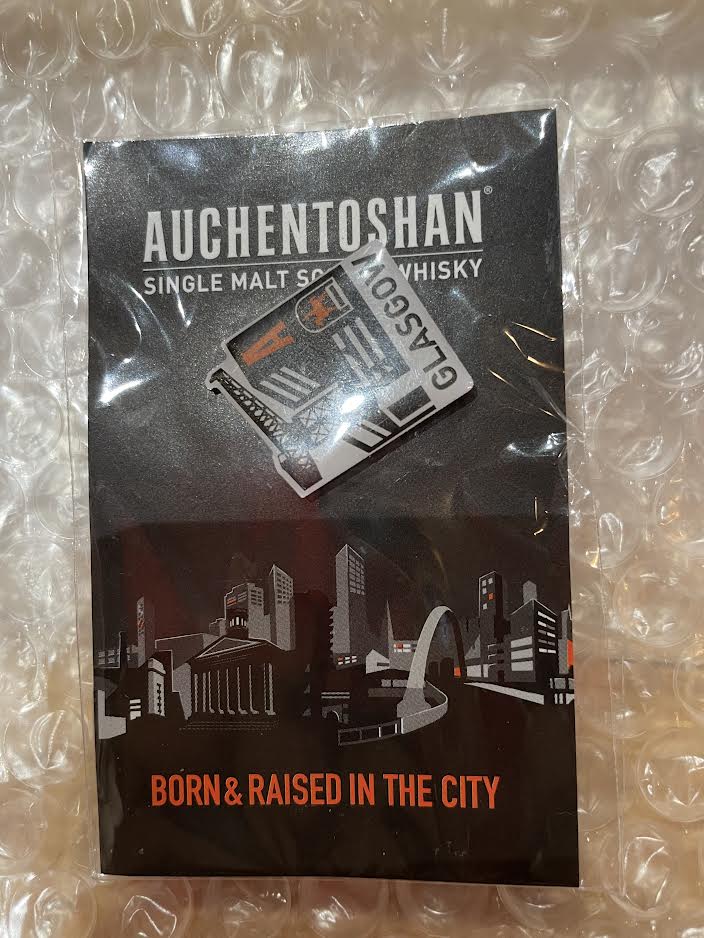 AUCHENTOSHAN®
SINGLE MALT WHISKY
GLASGOW
BORN & RAISED IN THE CITY